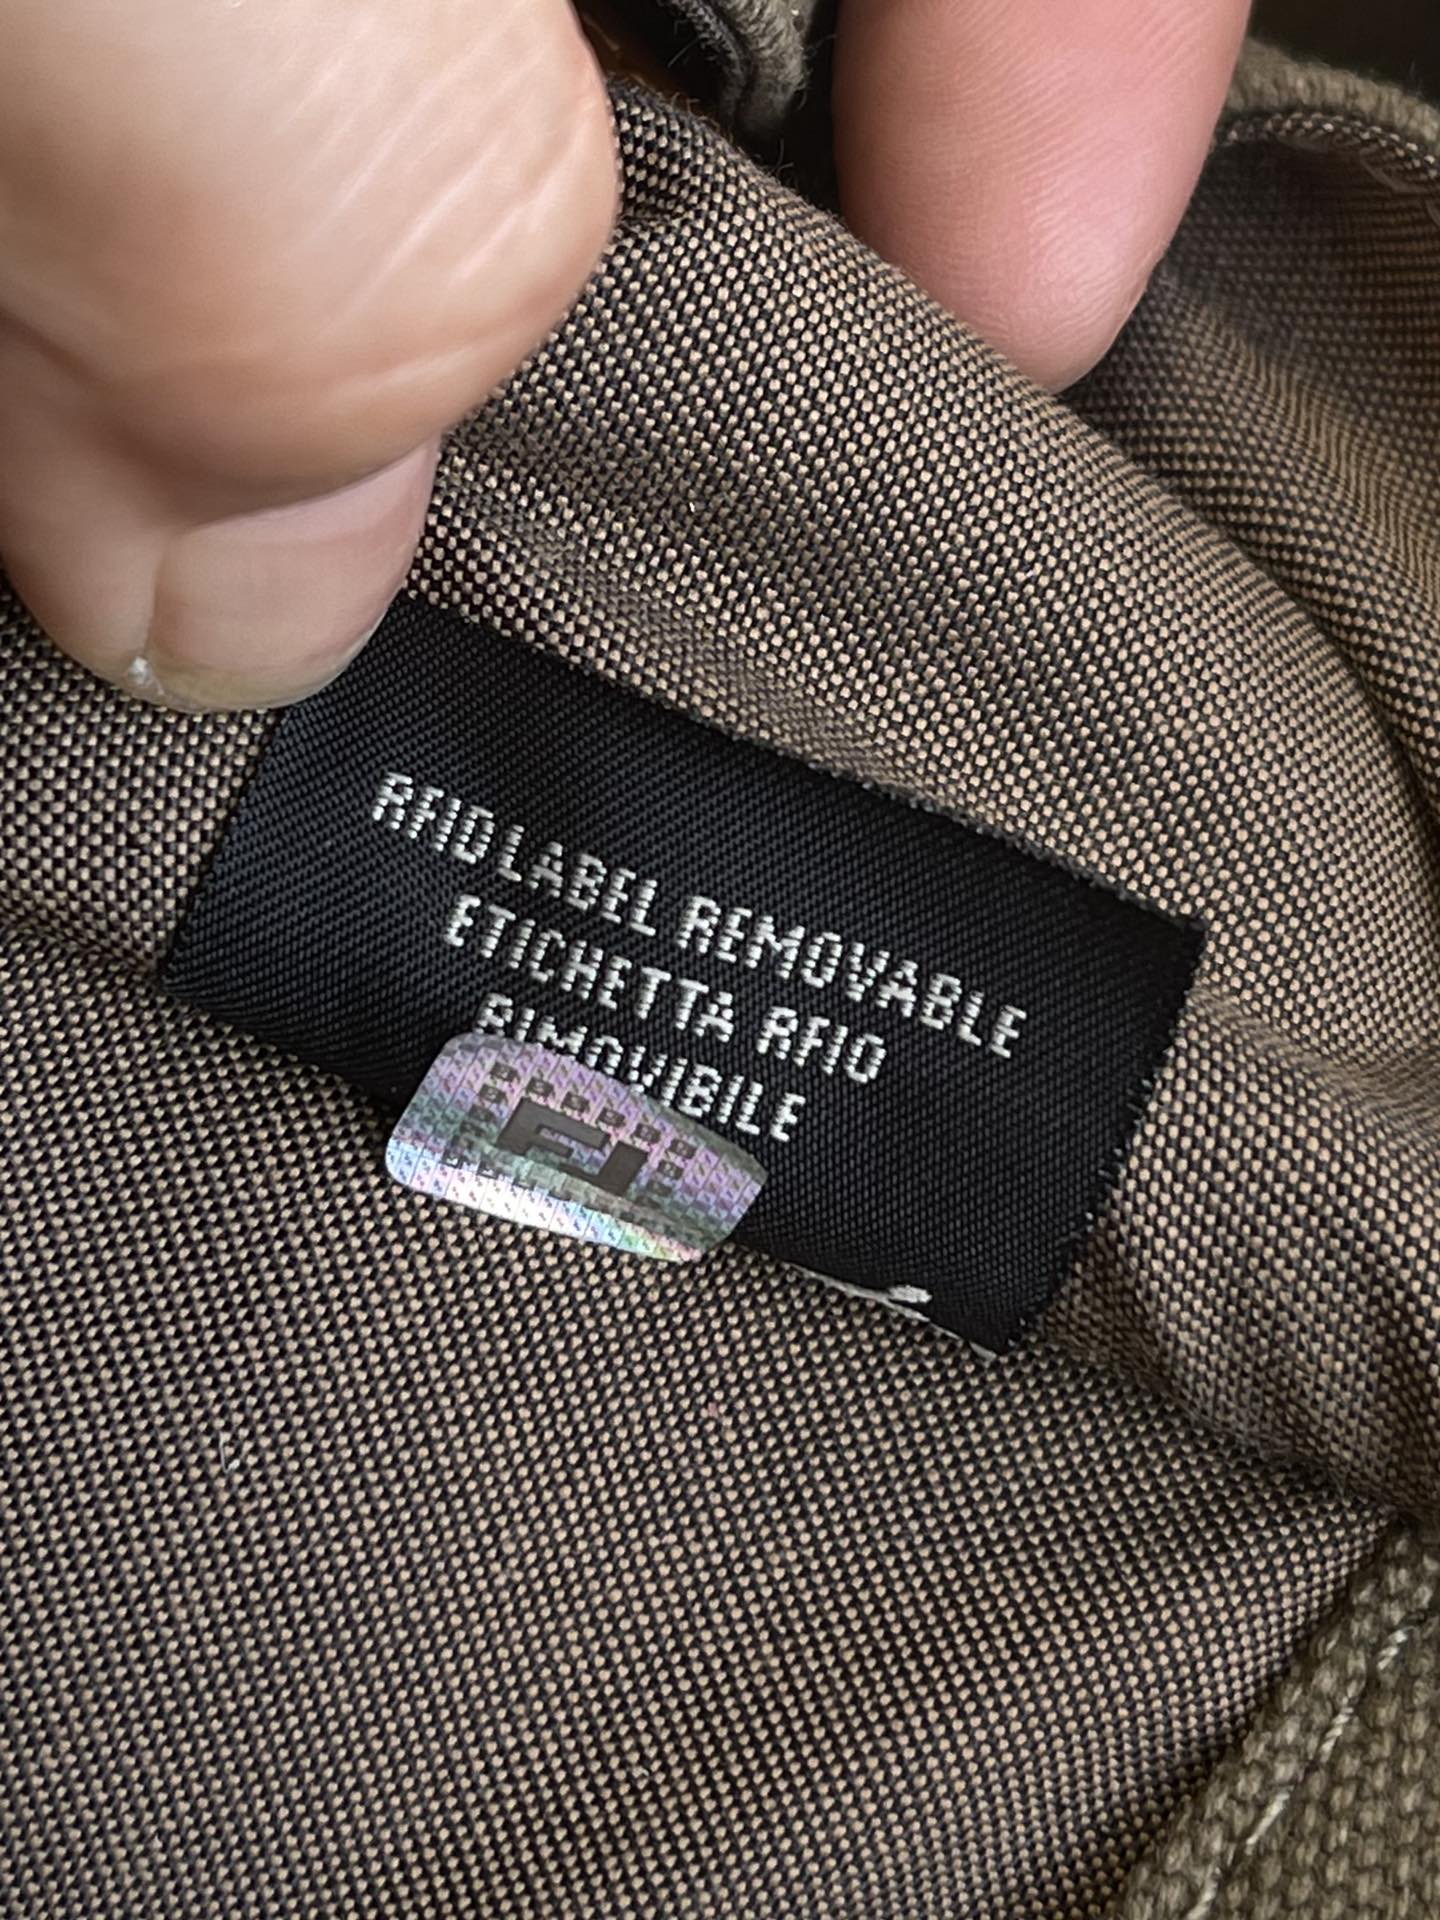 RFID LABEL REMOVABLE
ETICHETTA RFID
RIMOVIBILE